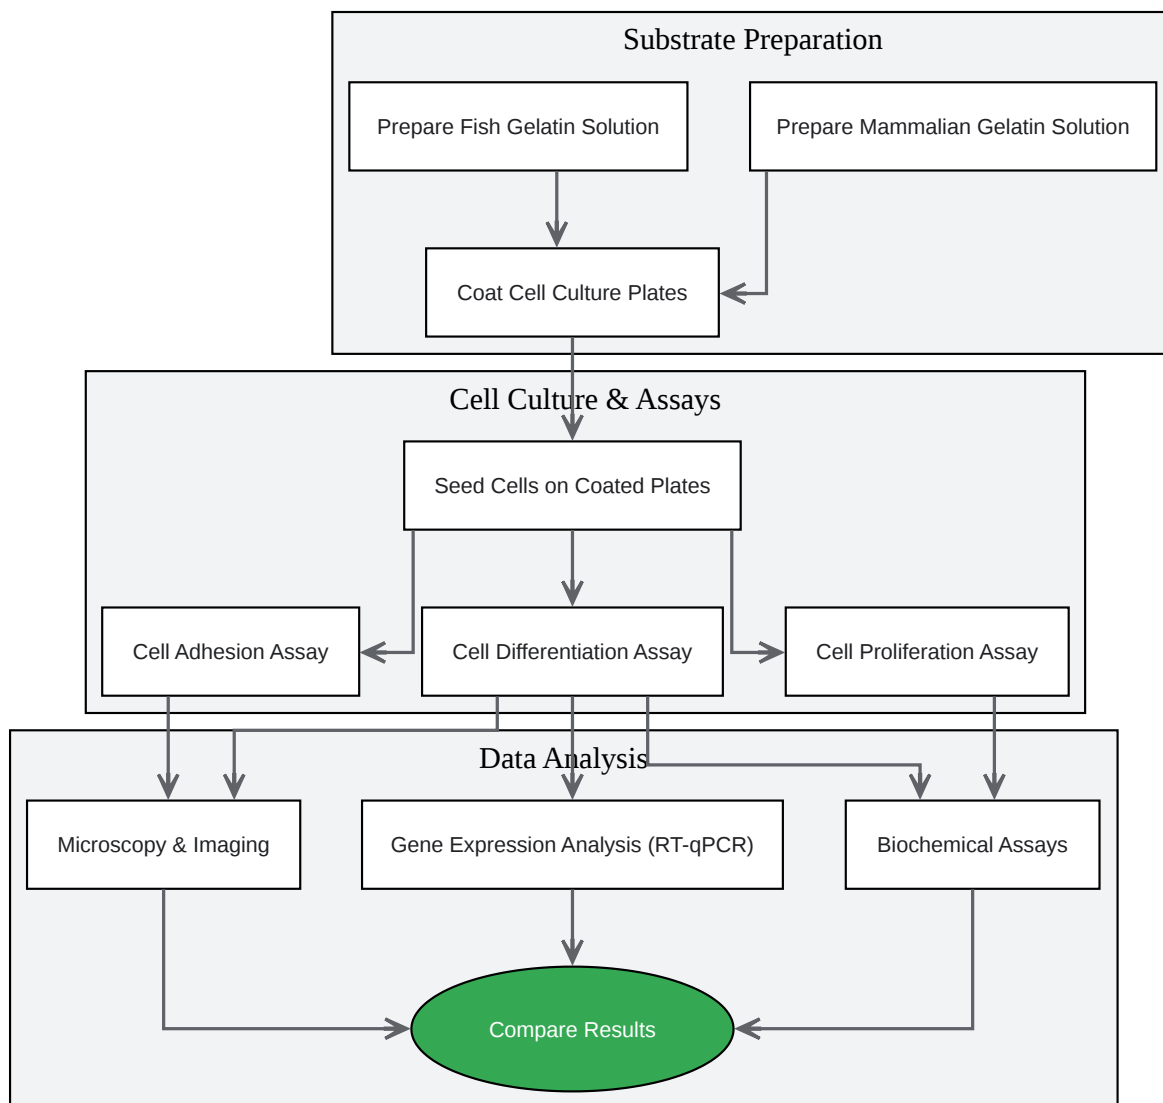 Substrate Preparation
Prepare Fish Gelatin Solution
Prepare Mammalian Gelatin Solution
Coat Cell Culture Plates
Cell Culture & Assays
Seed Cells on Coated Plates
Cell Adhesion Assay
Cell Differentiation Assay
Cell Proliferation Assay
Data Analysis
Microscopy & Imaging
Gene Expression Analysis (RT-qPCR)
Biochemical Assays
Compare Results